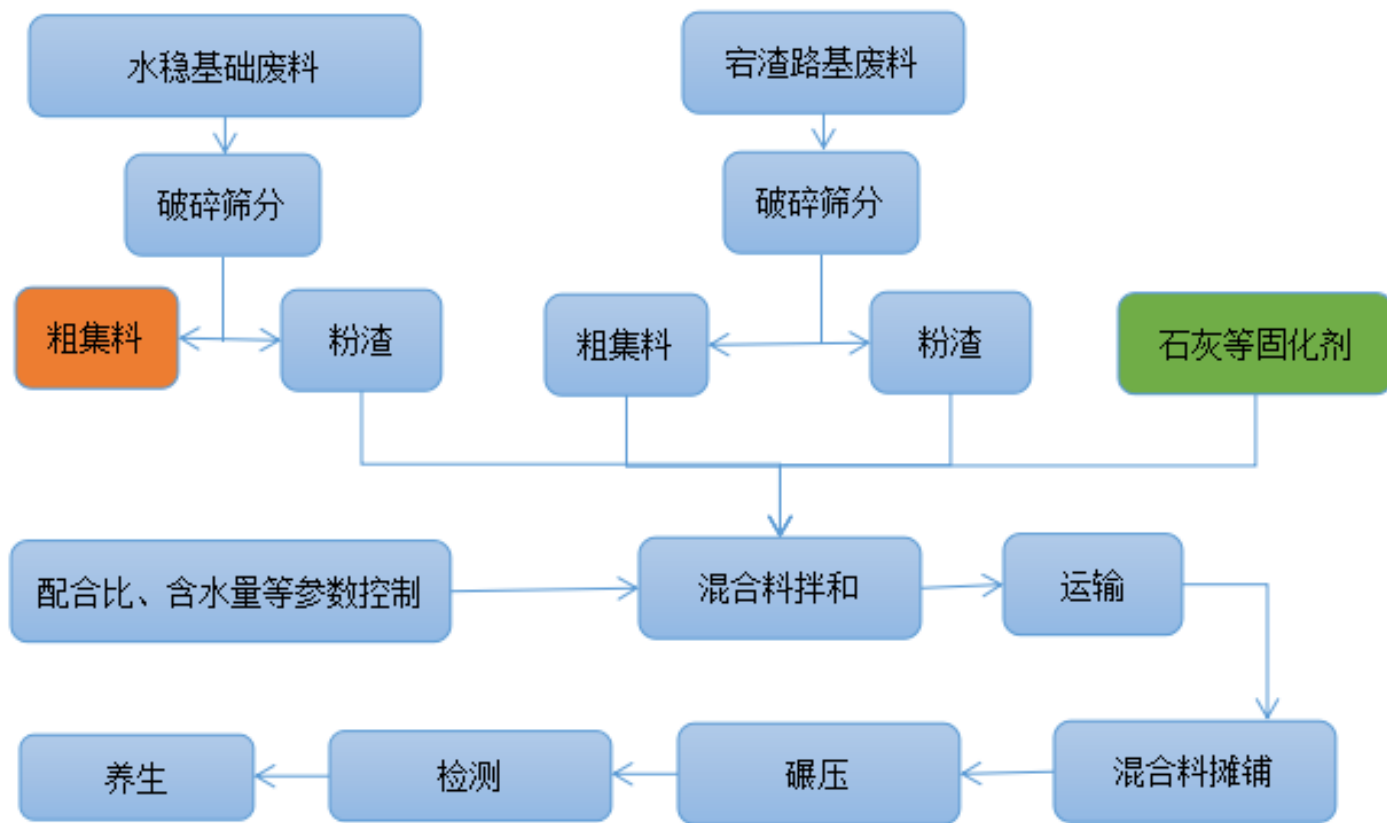 水稳基础废料
宕渣路基废料
破碎筛分
破碎筛分
粗集料
粉渣
粗集料
粉渣
石灰等固化剂
配合比、含水量等参数控制
混合料拌和
运输
养生
检测
碾压
混合料摊铺